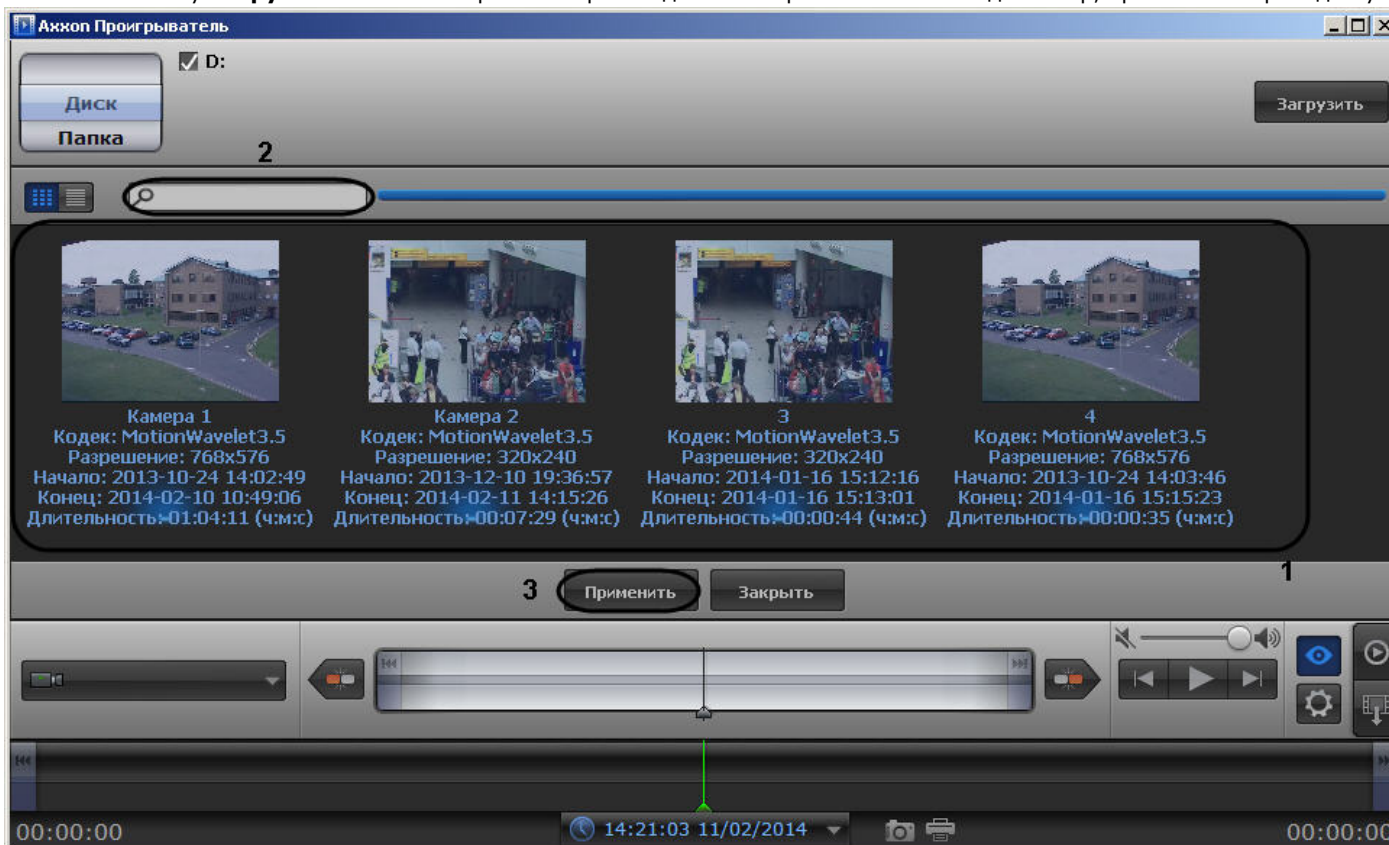 Axxon Проигрыватель
D:
Диск
Загрузить
Папка
2
Камера 1
Кодек: MotionWavelet3.5
Разрешение: 768x576
Начало: 2013-10-24 14:02:49
Конец: 2014-02-10 10:49:06
Длительность: 01:04:11 (ч:м:с)
Камера 2
Кодек: MotionWavelet3.5
Разрешение: 320x240
Начало: 2013-12-10 19:36:57
Конец: 2014-02-11 14:15:26
Длительность: 00:07:29 (ч:м:с)
3
Кодек: MotionWavelet3.5
Разрешение: 320x240
Начало: 2014-01-16 15:12:16
Конец: 2014-01-16 15:13:01
Длительность: 00:00:44 (ч:м:с)
4
Кодек: MotionWavelet3.5
Разрешение: 768x576
Начало: 2013-10-24 14:03:46
Конец: 2014-01-16 15:15:23
Длительность: 00:00:35 (ч:м:с)
1
3
Применить
Закрыть
00:00:00
14:21:03 11/02/2014
00:00:00